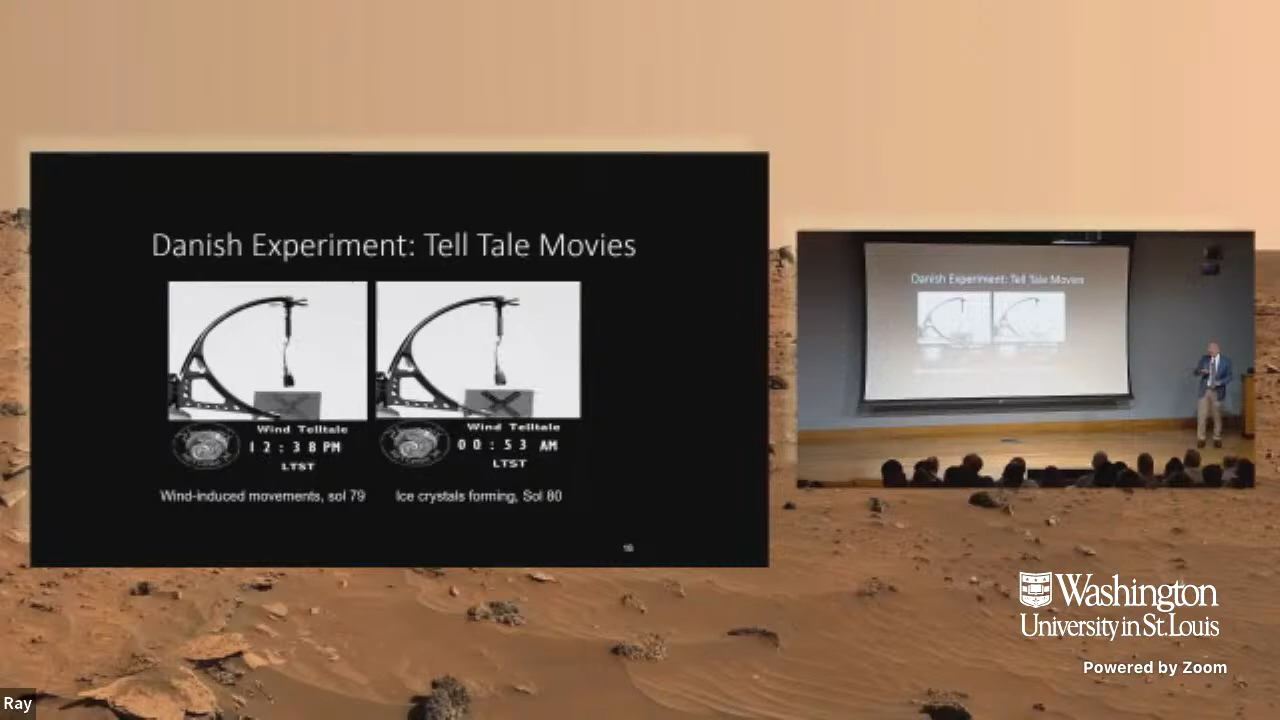 Danish Experiment: Tell Tale Movies
Wind Telltale
12:38PM
LTST
Wind Telltale
00:53 AM
LTST
Wind-induced movements, sol 79
Ice crystals forming, Sol 80
Danish Experiment: Tell Tale Movies
Washington
University in St. Louis
Powered by Zoom
Ray